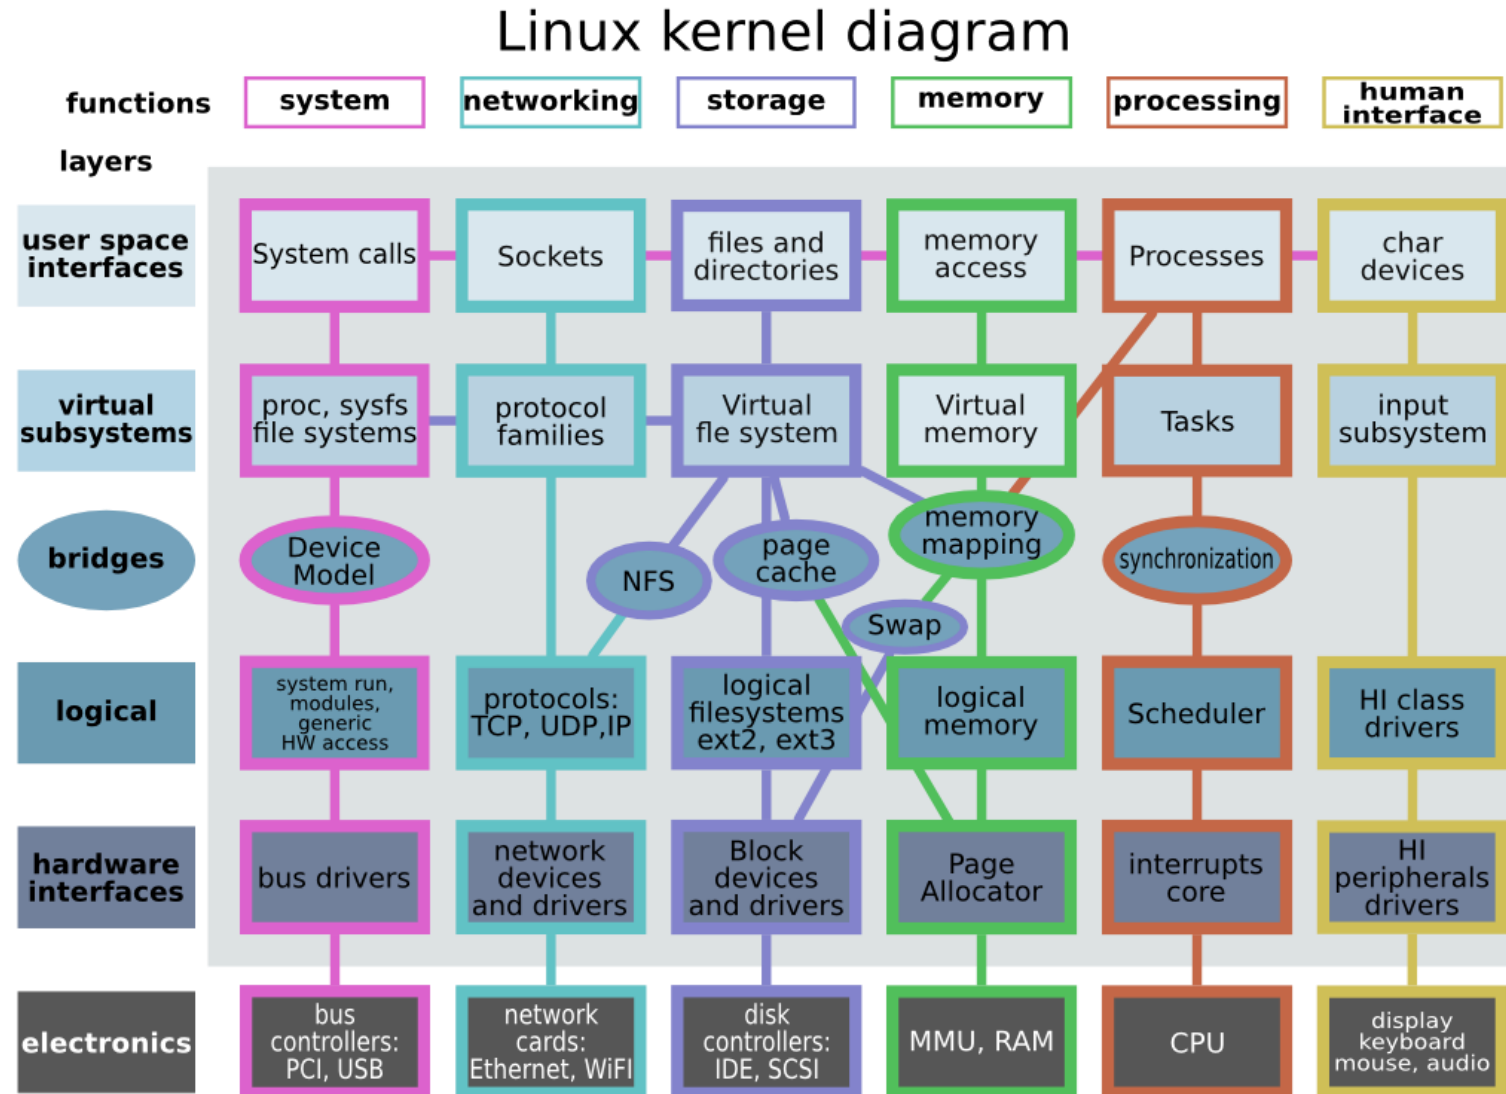 Linux kernel diagram
functions
system
networking
storage
memory
processing
human
interface
layers
user space
interfaces
System calls
Sockets
files and
directories
memory
access
Processes
char
devices
virtual
subsystems
proc, sysfs
file systems
protocol
families
Virtual
fle system
Virtual
memory
Tasks
input
subsystem
bridges
Device
Model
NFS
page
cache
memory
mapping
Swap
synchronization
logical
system run,
modules,
generic
HW access
protocols:
TCP, UDP,IP
logical
filesystems
ext2, ext3
logical
memory
Scheduler
HI class
drivers
hardware
interfaces
bus drivers
network
devices
and drivers
Block
devices
and drivers
Page
Allocator
interrupts
core
HI
peripherals
drivers
electronics
bus
controllers:
PCI, USB
network
cards:
Ethernet, WiFI
disk
controllers:
IDE, SCSI
MMU, RAM
CPU
display
keyboard
mouse, audio